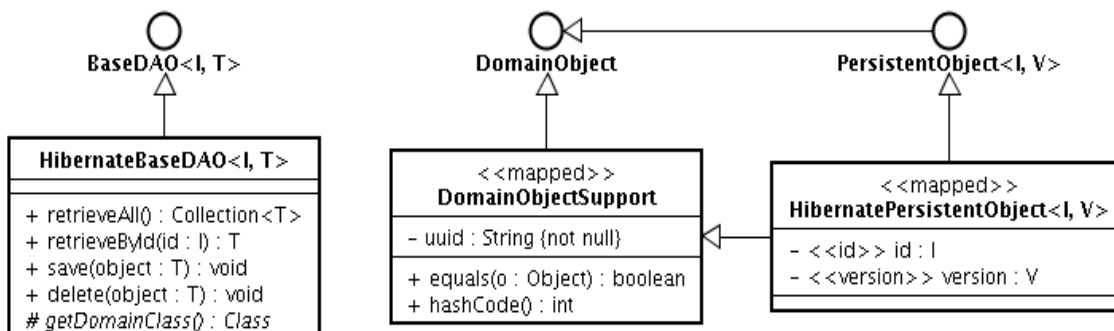 BaseDAO<I, T>
DomainObject
PersistentObject<I, V>
HibernateBaseDAO<I, T>
+ retrieveAll() : Collection<T>
+ retrieveById(id : I) : T
+ save(object : T) : void
+ delete(object : T) : void
# getDomainClass() : Class
<<mapped>>
DomainObjectSupport
- uuid : String {not null}
+ equals(o : Object) : boolean
+ hashCode() : int
<<mapped>>
HibernatePersistentObject<I, V>
- <<id>> id : I
- <<version>> version : V